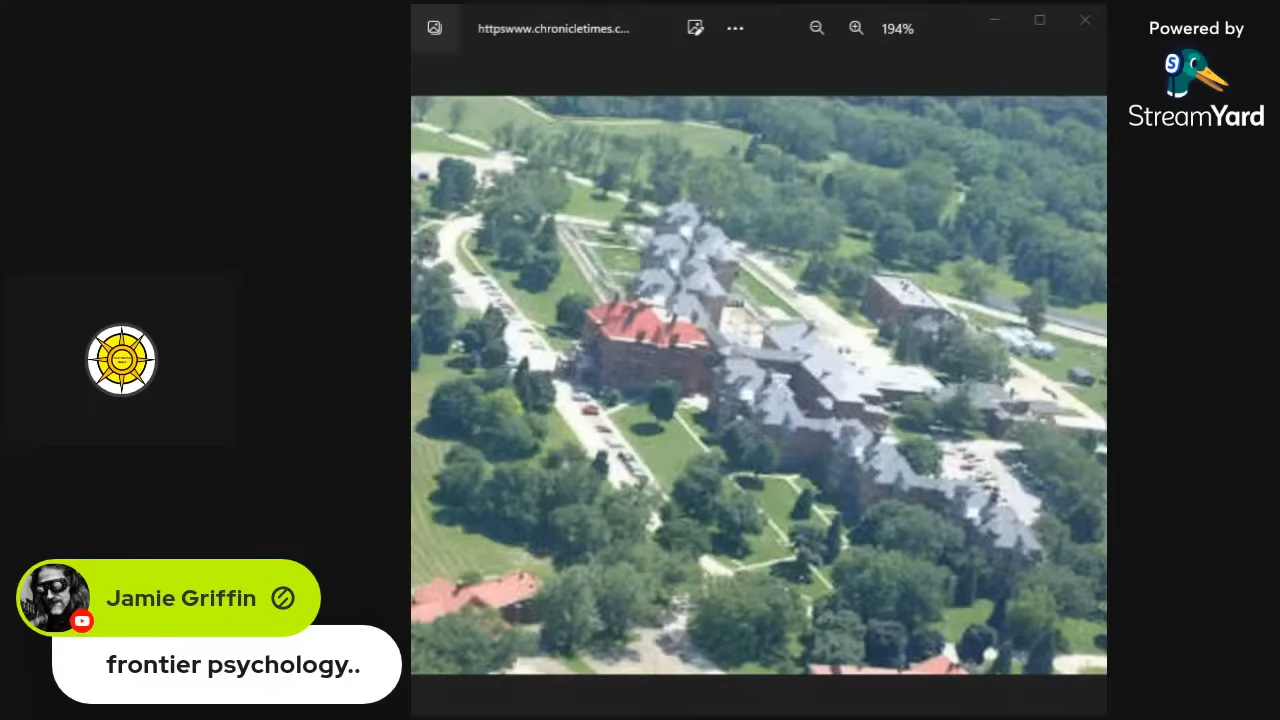 httpswww.chronicletimes.c...
194%
Powered by
StreamYard
Jamie Griffin
frontier psychology..